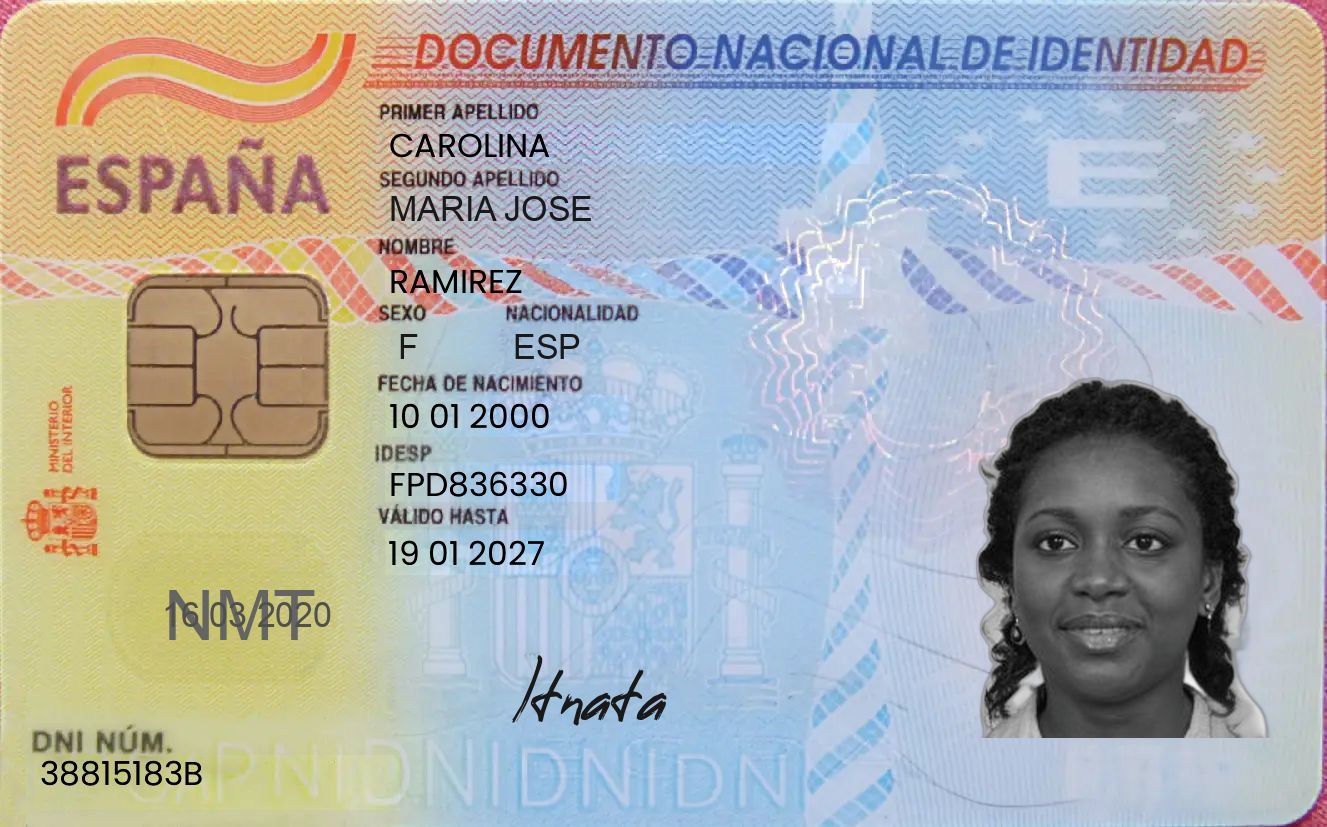 DOCUMENTO NACIONAL DE IDENTIDAD
ESPAÑA
PRIMER APELLIDO
CAROLINA
SEGUNDO APELLIDO
MARIA JOSE
NOMBRE
RAMIREZ
SEXO NACIONALIDAD
F ESP
FECHA DE NACIMIENTO
10 01 2000
IDESP
FPD836330
VÁLIDO HASTA
19 01 2027
MINISTERIO
DEL INTERIOR
E
NMT
16 03 2020
Itnata
DNI NÚM.
38815183B
DNIDNIDNIDN